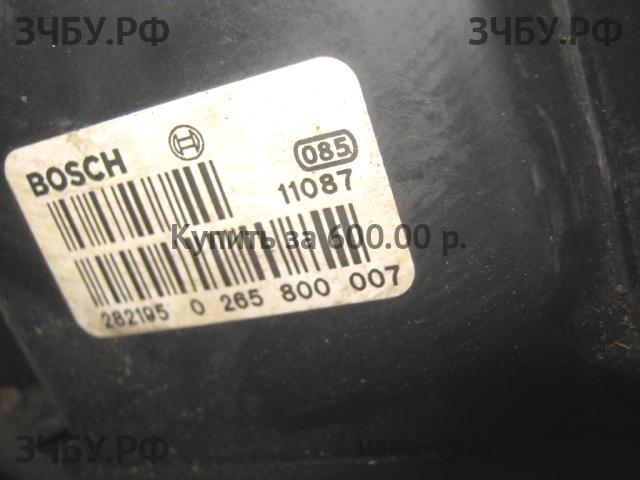 ЗЧБУ.РФ
ЗЧБУ.РФ
BOSCH
085
11087
Купить за 600.00 р.
282195 0 265 800 007
ЗЧБУ.РФ